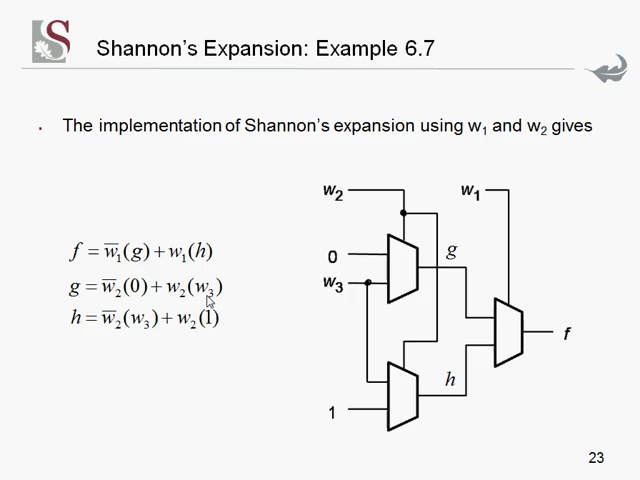 S
Shannon's Expansion: Example 6.7
The implementation of Shannon's expansion using w₁ and w₂ gives
w₂ w₁
f = w̅₁(g) + w₁(h)
g
0
g = w̅₂(0) + w₂(w₃)
w₃
h = w̅₂(w₃) + w₂(1)
f
h
1
23